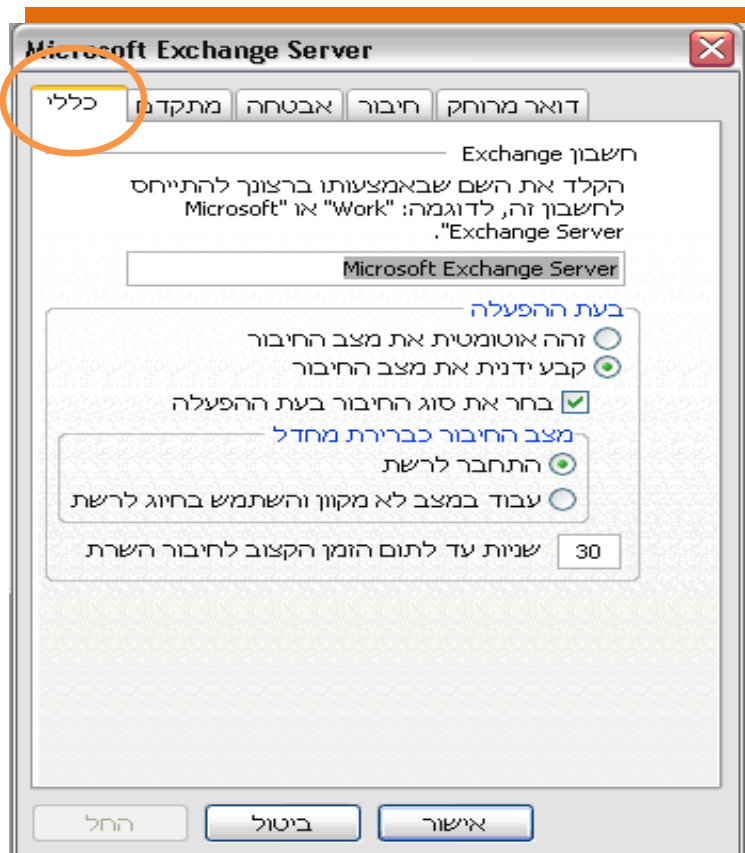 Microsoft Exchange Server
כללי
מתקדם
אבטחה
חיבור
דואר מרוחק
חשבון Exchange
הקלד את השם שבאמצעותו ברצונך להתייחס
לחשבון זה, לדוגמה: "Work" או "Microsoft
Exchange Server".
Microsoft Exchange Server
בעת ההפעלה
זהה אוטומטית את מצב החיבור
קבע ידנית את מצב החיבור
בחר את סוג החיבור בעת ההפעלה
מצב החיבור כברירת מחדל
התחבר לרשת
עבוד במצב לא מקוון והשתמש בחיוג לרשת
30 שניות עד לתום הזמן הקצוב לחיבור השרת
אישור
ביטול
החל